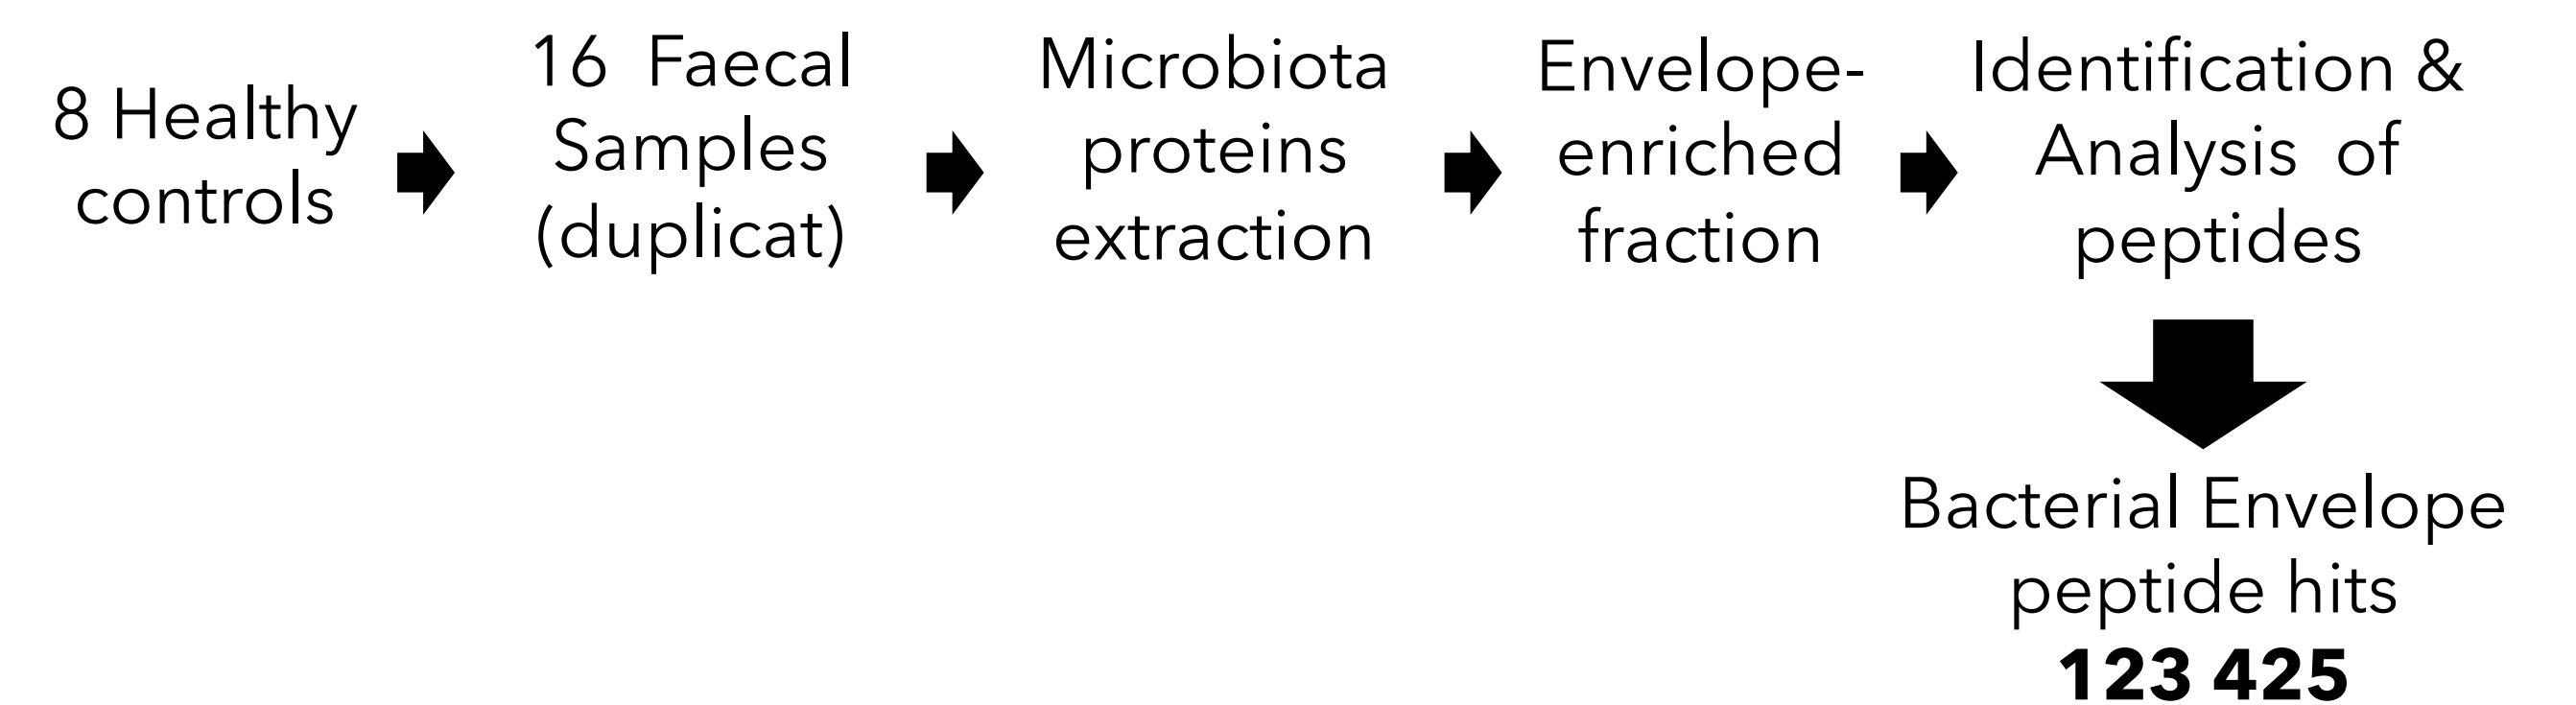 8 Healthy
controls
16 Faecal
Samples
(duplicat)
Microbiota
proteins
extraction
Envelope-
enriched
fraction
Identification &
Analysis of
peptides
Bacterial Envelope
peptide hits
123 425